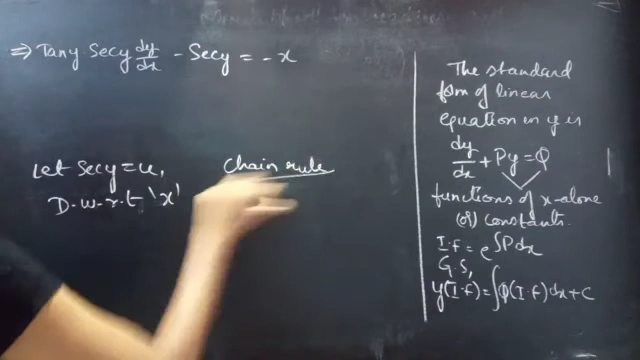 ⇒ Tany Secy dy/dx - Secy = - x
Let Secy = u,
Chain rule
D.w.r.t 'x'
The standard
form of linear
equation in y is
dy/dx + Py = Q
functions of x-alone
(or) constants.
I.f = e^∫Pdx
G.S,
y(I.f) = ∫Q(I.f)dx + C